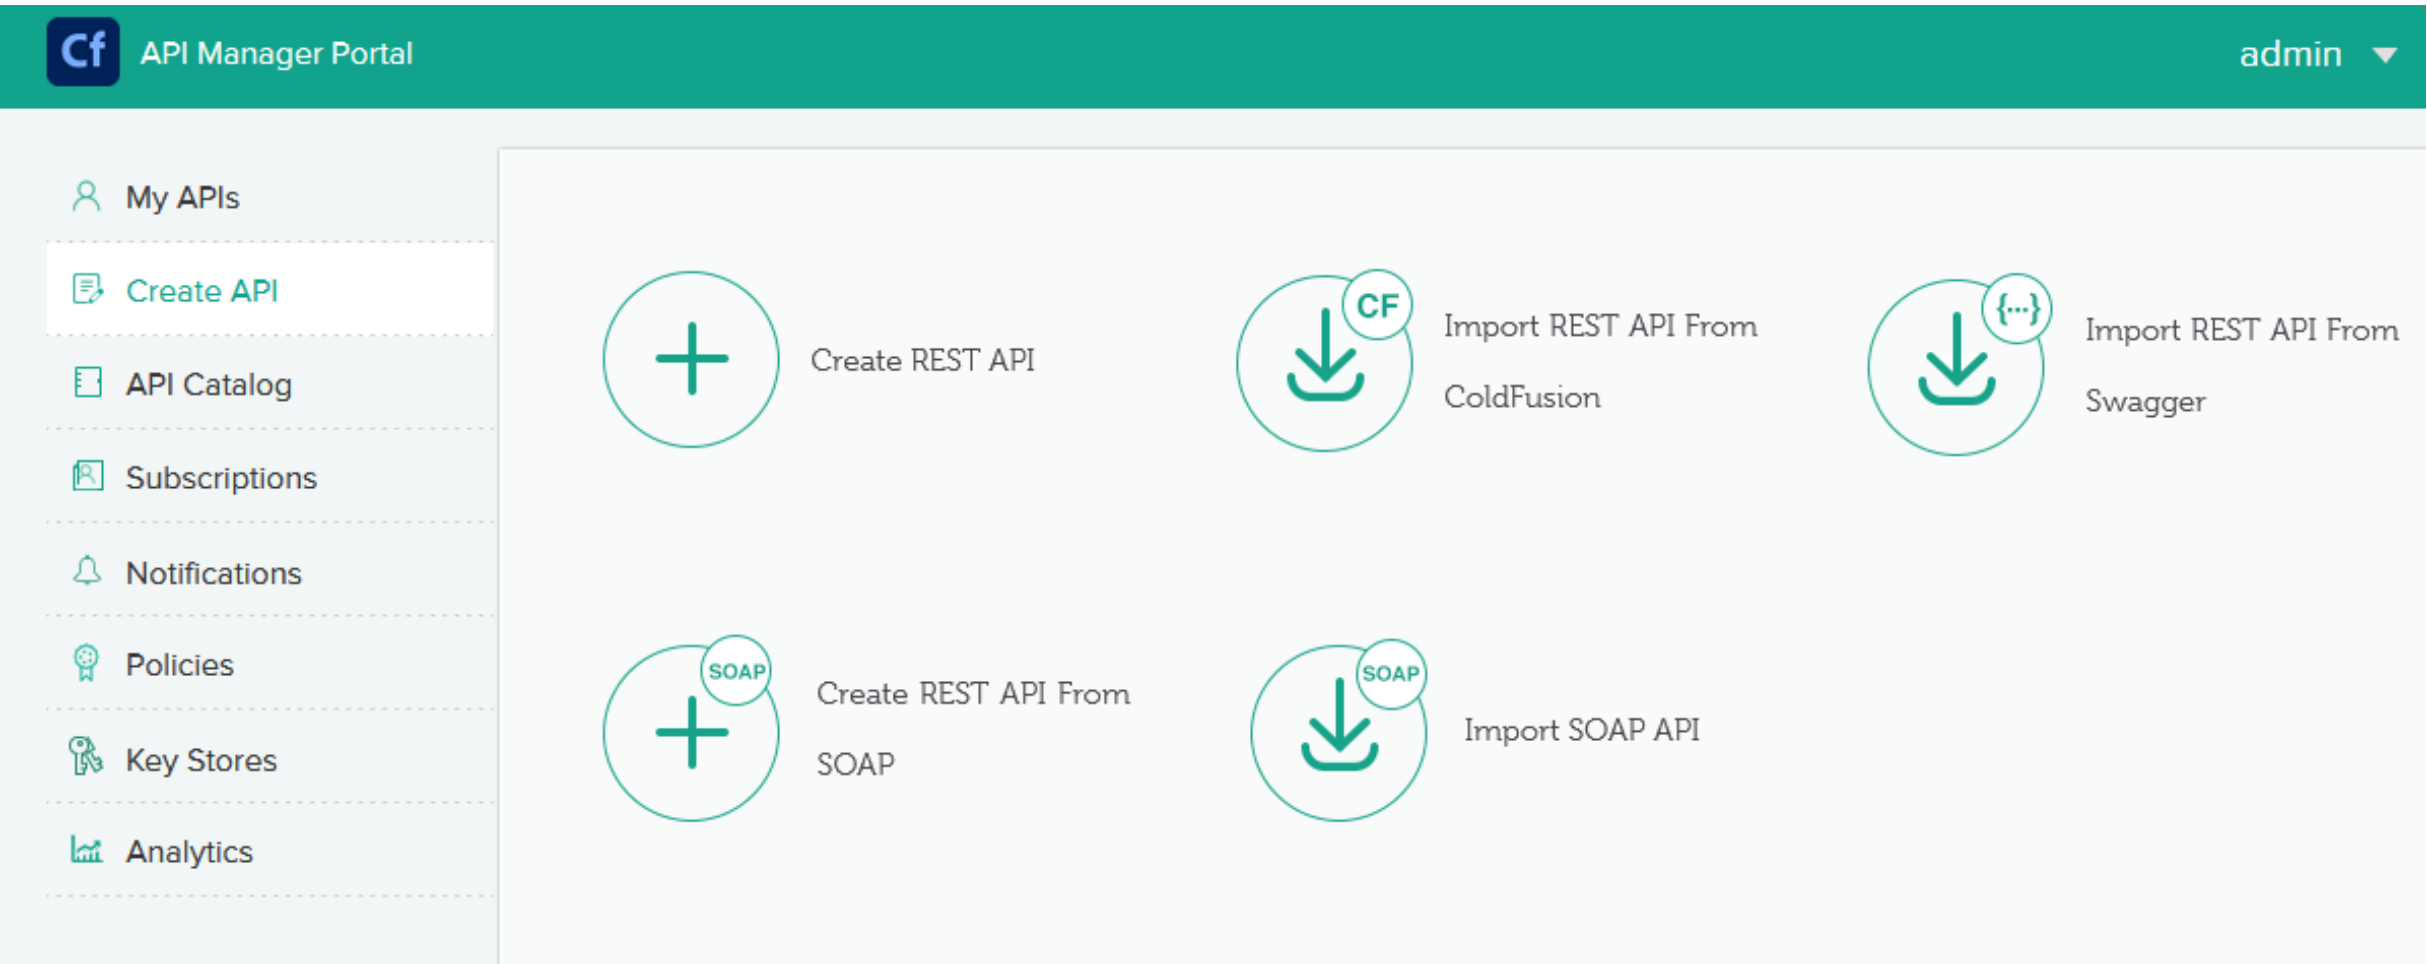 Cf API Manager Portal
admin
My APIs
Create API
API Catalog
Subscriptions
Notifications
Policies
Key Stores
Analytics
Create REST API
CF
Import REST API From
ColdFusion
{...}
Import REST API From
Swagger
SOAP
Create REST API From
SOAP
SOAP
Import SOAP API